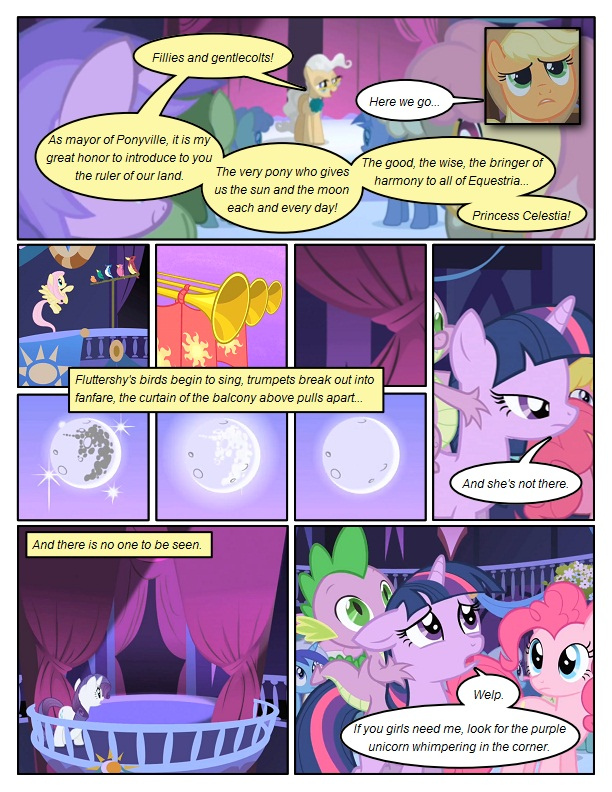 Fillies and gentlecolts!
Here we go...
As mayor of Ponyville, it is my
great honor to introduce to you
the ruler of our land.
The very pony who gives
us the sun and the moon
each and every day!
The good, the wise, the bringer of
harmony to all of Equestria...
Princess Celestia!
Fluttershy's birds begin to sing, trumpets break out into
fanfare, the curtain of the balcony above pulls apart...
And she's not there.
And there is no one to be seen.
Welp.
If you girls need me, look for the purple
unicorn whimpering in the corner.